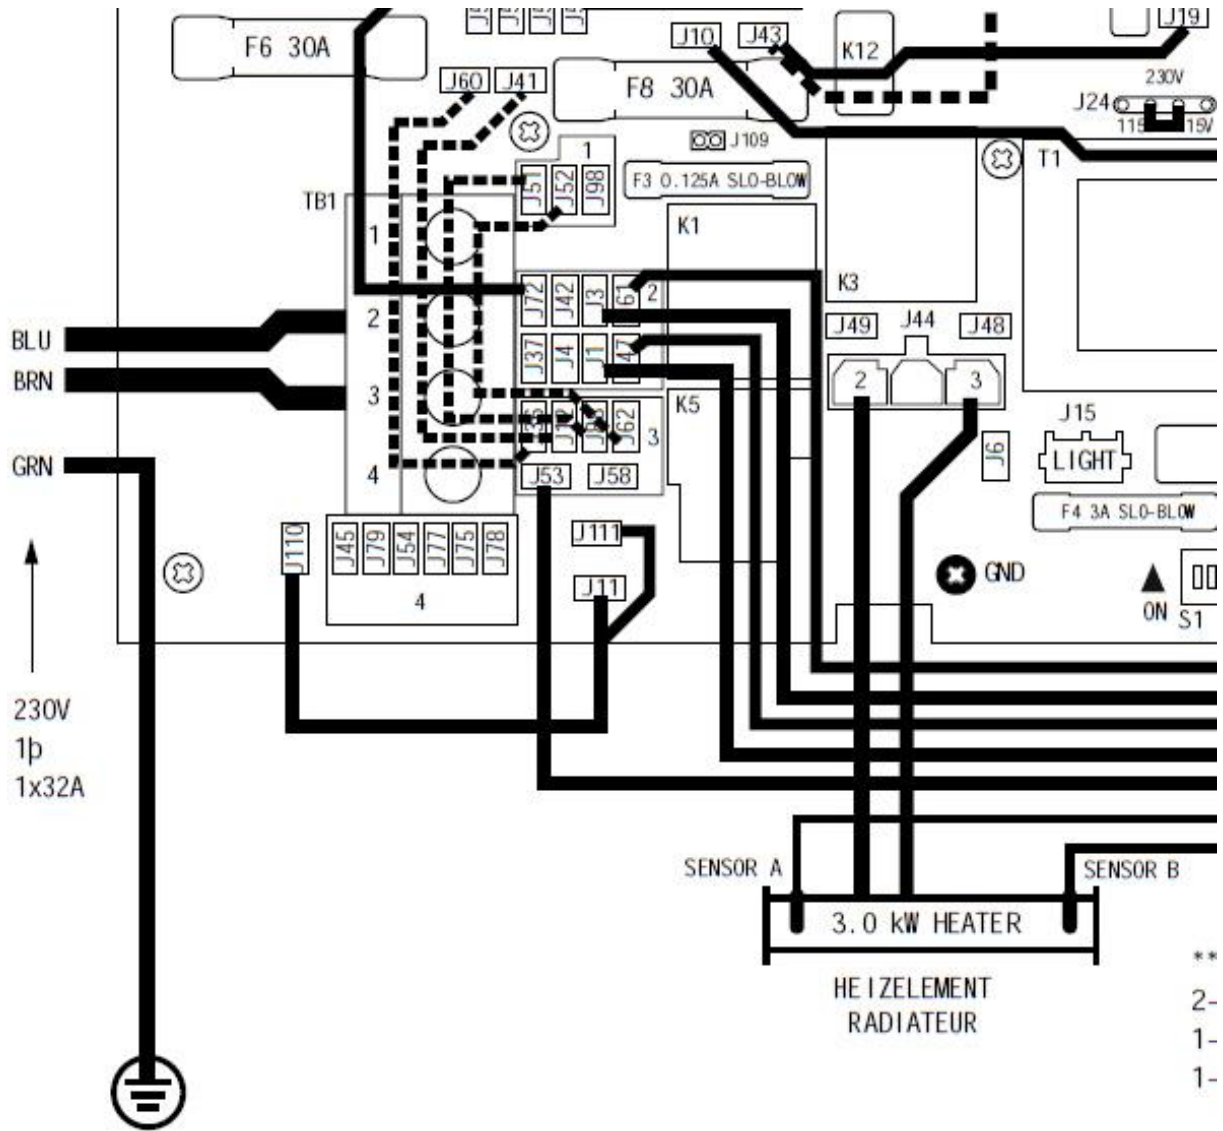 J10
J43
J19
F6 30A
K12
J60
J41
F8 30A
230V
J24
115
15V
J109
1
T1
J51
J52
J98
F3 0.125A SLO-BLOW
TB1
1
K1
K3
J72
J42
J3
61
2
2
J49
J44
J48
BLU
J37
J4
J1
47
BRN
3
2
3
K5
J12
J62
3
J15
GRN
4
J53
J58
J6
LIGHT
F4 3A SLO-BLOW
J110
J45
J79
J54
J77
J75
J78
J111
GND
J11
4
ON
S1
230V
1þ
1x32A
SENSOR A
SENSOR B
3.0 kW HEATER
HEIZELEMENT
RADIATEUR
**
2-
1-
1-